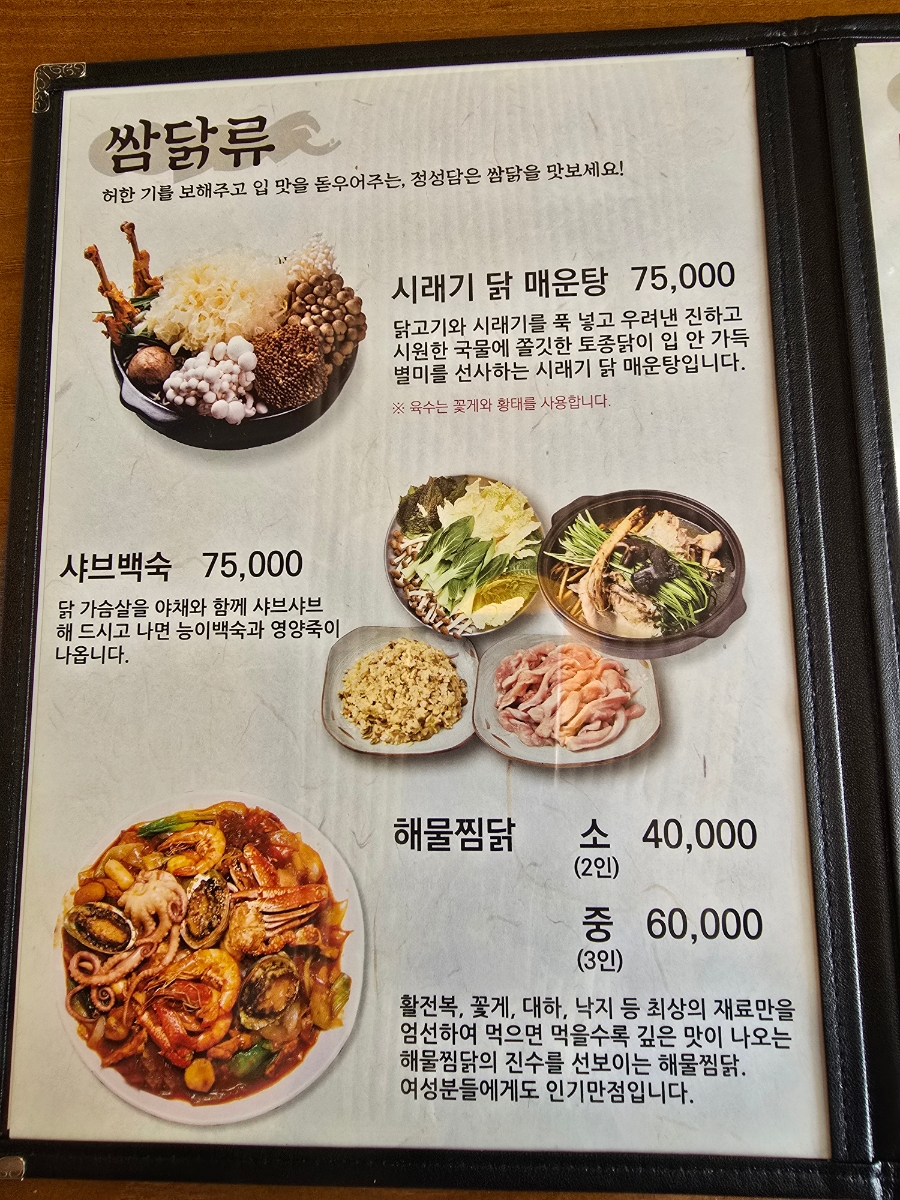 쌈닭류
허한 기를 보해주고 입 맛을 돋우어주는, 정성담은 쌈닭을 맛보세요!
시래기 닭 매운탕 75,000
닭고기와 시래기를 푹 넣고 우려낸 진하고
시원한 국물에 쫄깃한 토종닭이 입 안 가득
별미를 선사하는 시래기 닭 매운탕입니다.
※ 육수는 꽃게와 황태를 사용합니다.
샤브백숙 75,000
닭 가슴살을 야채와 함께 샤브샤브
해 드시고 나면 능이백숙과 영양죽이
나옵니다.
해물찜닭 소 40,000
(2인)
중 60,000
(3인)
활전복, 꽃게, 대하, 낙지 등 최상의 재료만을
엄선하여 먹으면 먹을수록 깊은 맛이 나오는
해물찜닭의 진수를 선보이는 해물찜닭.
여성분들에게도 인기만점입니다.